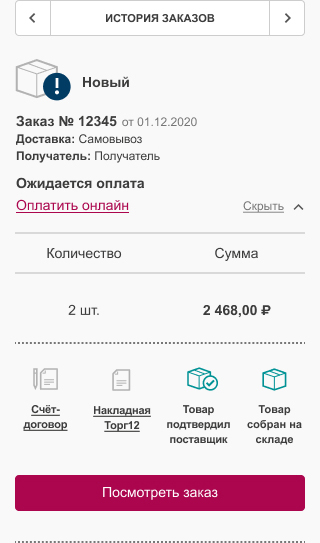 ИСТОРИЯ ЗАКАЗОВ
Новый
Заказ № 12345 от 01.12.2020
Доставка: Самовывоз
Получатель: Получатель
Ожидается оплата
Оплатить онлайн Скрыть
Количество Сумма
2 шт. 2 468,00 ₽
Счёт-
договор
Накладная
Торг12
Товар
подтвердил
поставщик
Товар
собран на
складе
Посмотреть заказ